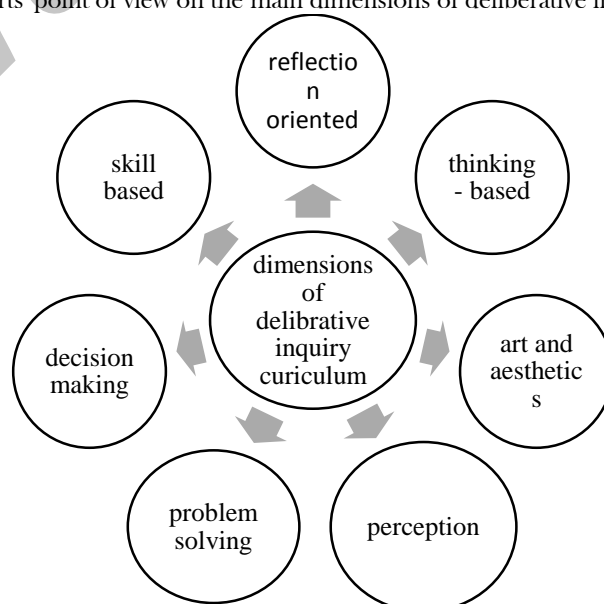 rts' point of view on the main dimensions of deliberative i
reflectio
n
oriented
thinking
- based
art and
aesthetic
s
perception
problem
solving
decision
making
skill
based
dimensions
of
delibrative
inquiry
curiculum